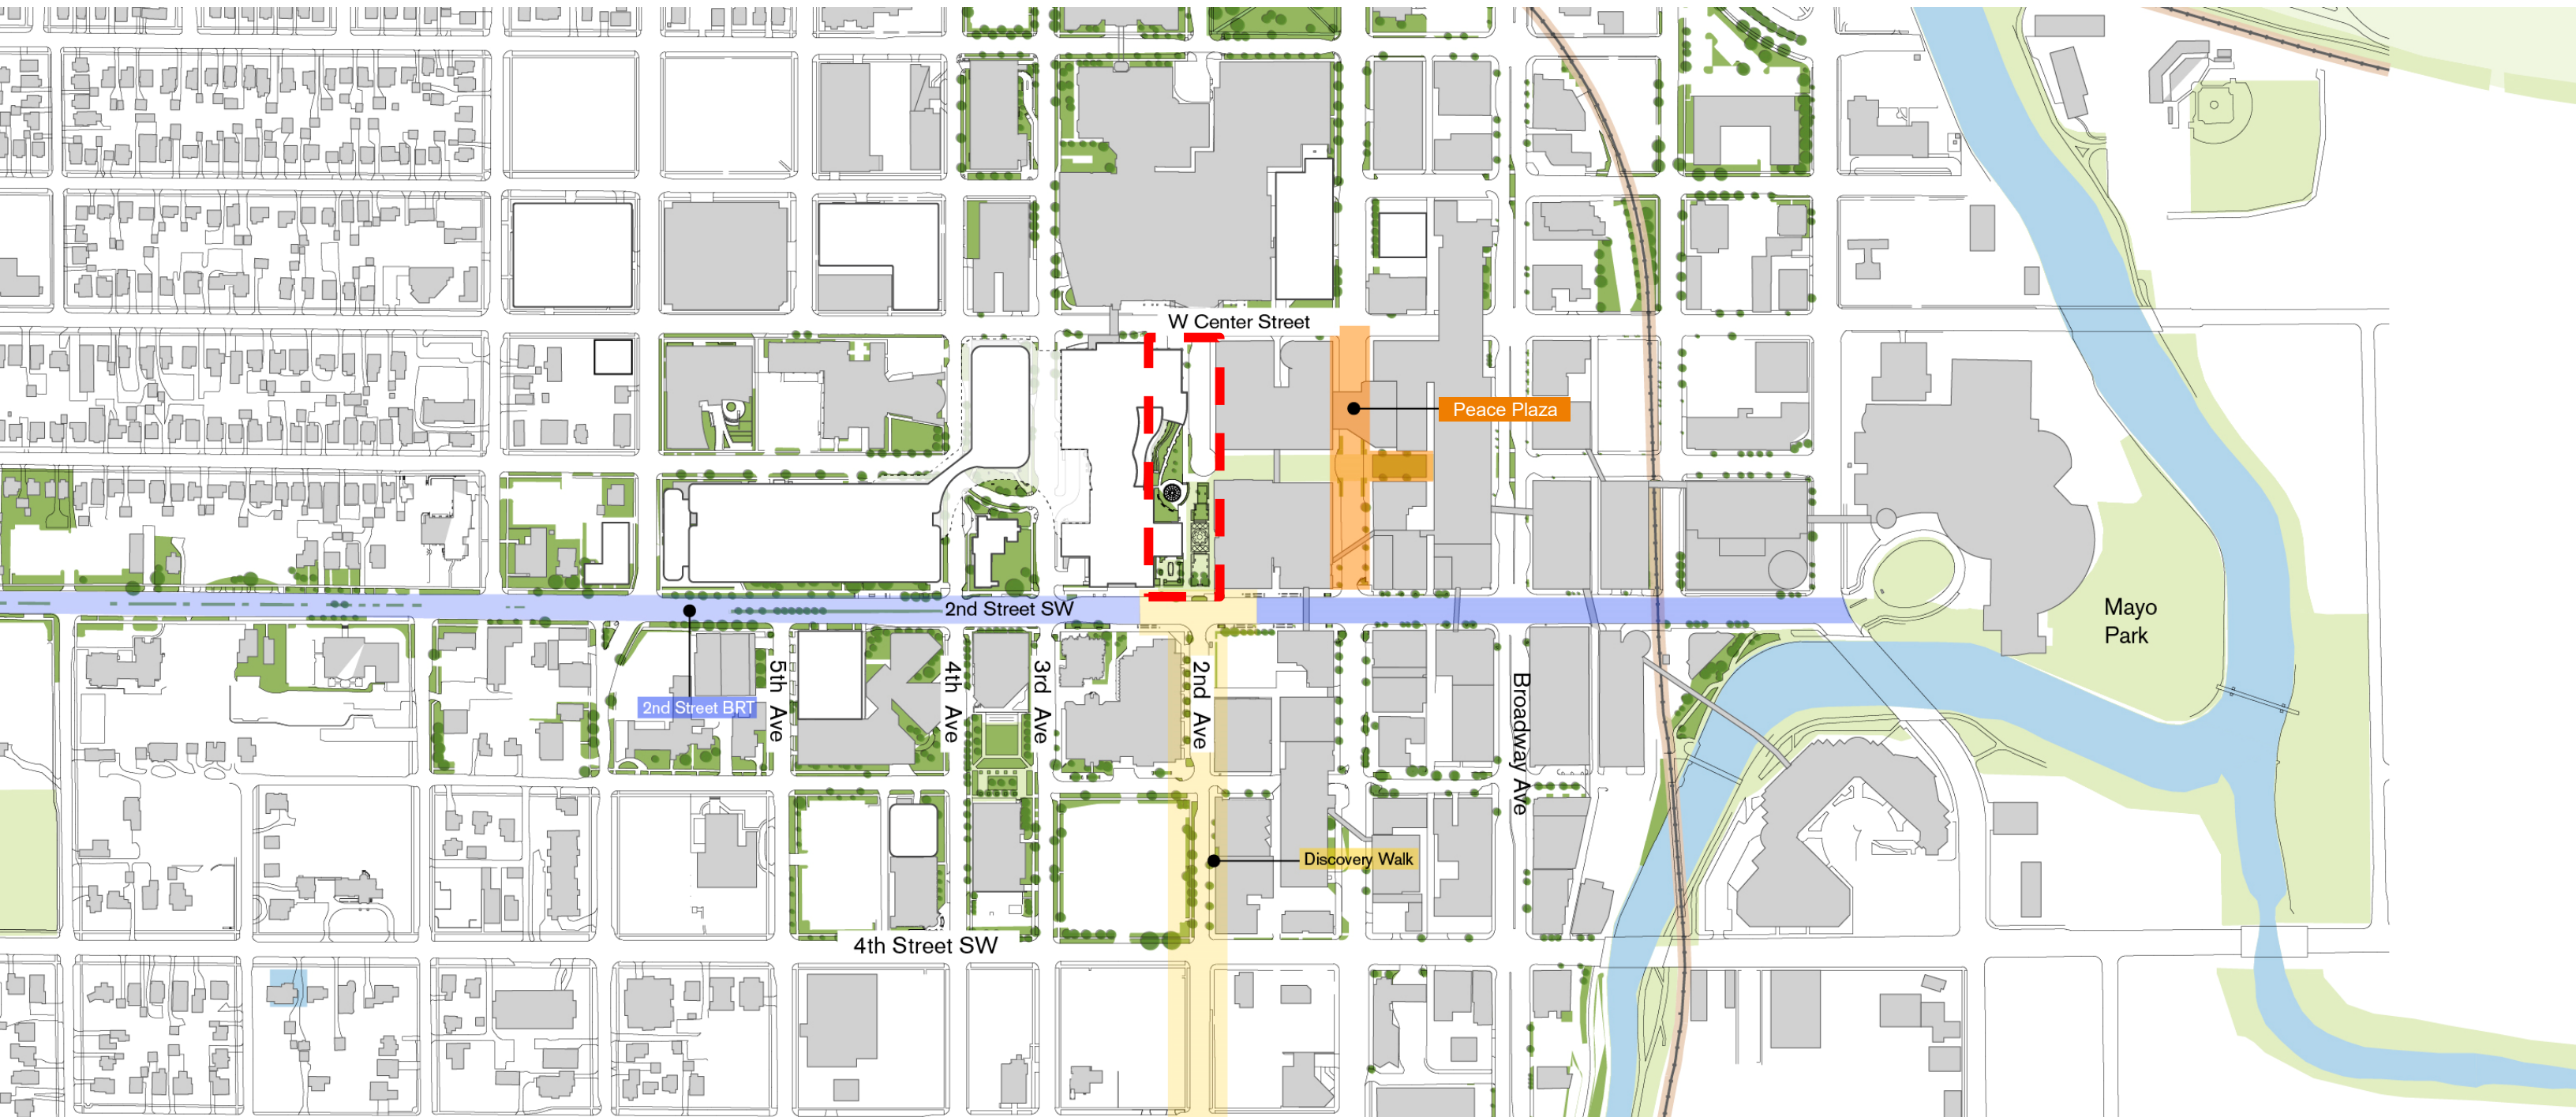 W Center Street
Peace Plaza
2nd Street SW
Mayo
Park
2nd Street BRT
5th Ave
4th Ave
3rd Ave
2nd Ave
Broadway Ave
Discovery Walk
4th Street SW